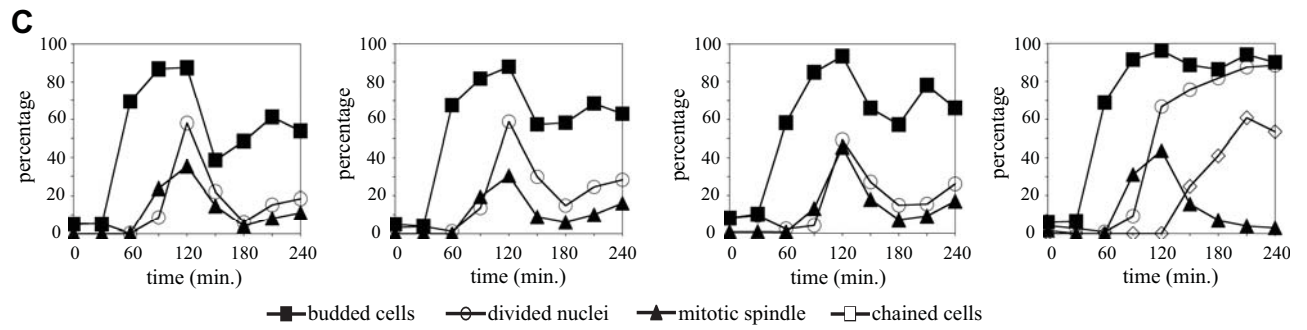 C
100 100 100 100
80 80 80 80
60 60 60 60
40 40 40 40
20 20 20 20
0 0 0 0
percentage percentage percentage percentage
0 60 120 180 240 0 60 120 180 240 0 60 120 180 240 0 60 120 180 240
time (min.) time (min.) time (min.) time (min.)
budded cells divided nuclei mitotic spindle chained cells